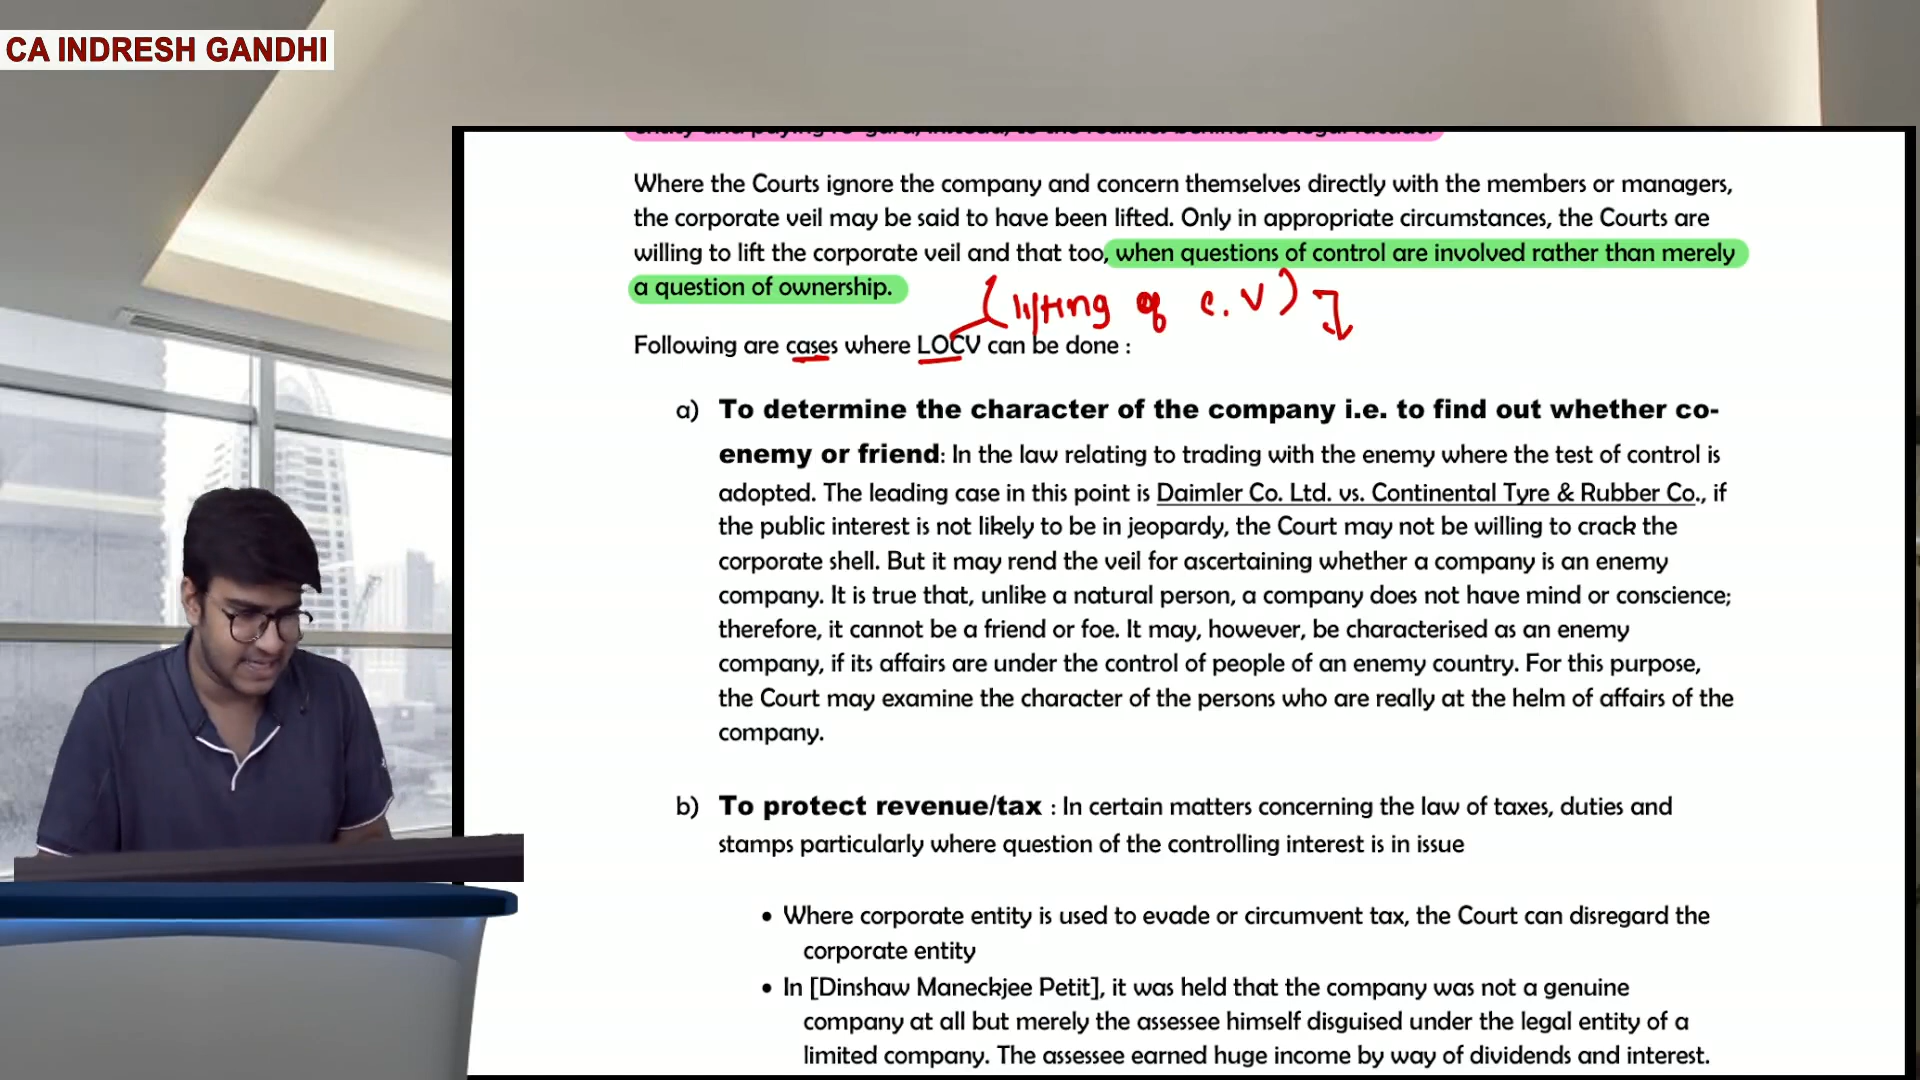 CA INDRESH GANDHI
entity and paying re-gard, instead, to the realities behind the legal facade.
Where the Courts ignore the company and concern themselves directly with the members or managers,
the corporate veil may be said to have been lifted. Only in appropriate circumstances, the Courts are
willing to lift the corporate veil and that too, when questions of control are involved rather than merely
a question of ownership.
(lifting of C.V)
Following are cases where LOCV can be done :
a) To determine the character of the company i.e. to find out whether co-
enemy or friend: In the law relating to trading with the enemy where the test of control is
adopted. The leading case in this point is Daimler Co. Ltd. vs. Continental Tyre & Rubber Co., if
the public interest is not likely to be in jeopardy, the Court may not be willing to crack the
corporate shell. But it may rend the veil for ascertaining whether a company is an enemy
company. It is true that, unlike a natural person, a company does not have mind or conscience;
therefore, it cannot be a friend or foe. It may, however, be characterised as an enemy
company, if its affairs are under the control of people of an enemy country. For this purpose,
the Court may examine the character of the persons who are really at the helm of affairs of the
company.
b) To protect revenue/tax : In certain matters concerning the law of taxes, duties and
stamps particularly where question of the controlling interest is in issue
• Where corporate entity is used to evade or circumvent tax, the Court can disregard the
corporate entity
• In [Dinshaw Maneckjee Petit], it was held that the company was not a genuine
company at all but merely the assessee himself disguised under the legal entity of a
limited company. The assessee earned huge income by way of dividends and interest.